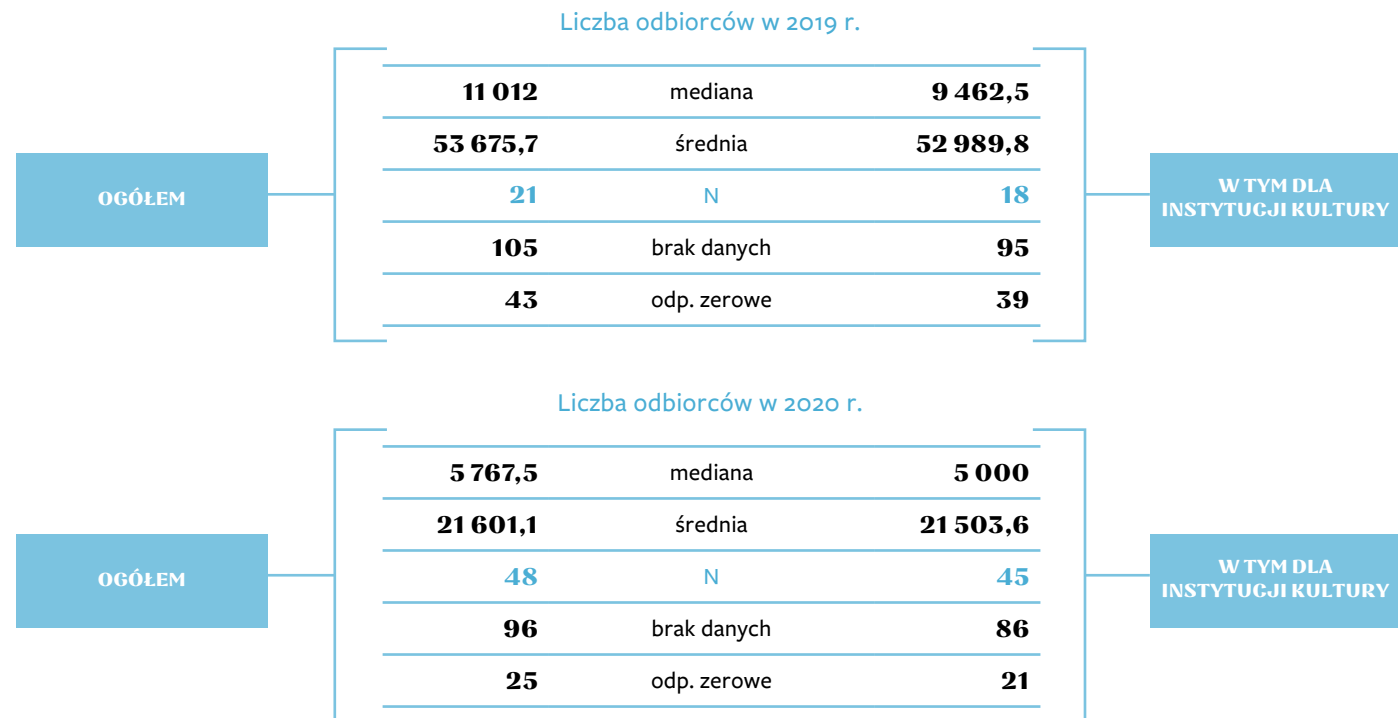 Liczba odbiorców w 2019 r.
OGÓŁEM
11 012 mediana 9 462,5
53 675,7 średnia 52 989,8
21 N 18
105 brak danych 95
43 odp. zerowe 39
W TYM DLA
INSTYTUCJI KULTURY
Liczba odbiorców w 2020 r.
OGÓŁEM
5 767,5 mediana 5 000
21 601,1 średnia 21 503,6
48 N 45
96 brak danych 86
25 odp. zerowe 21
W TYM DLA
INSTYTUCJI KULTURY